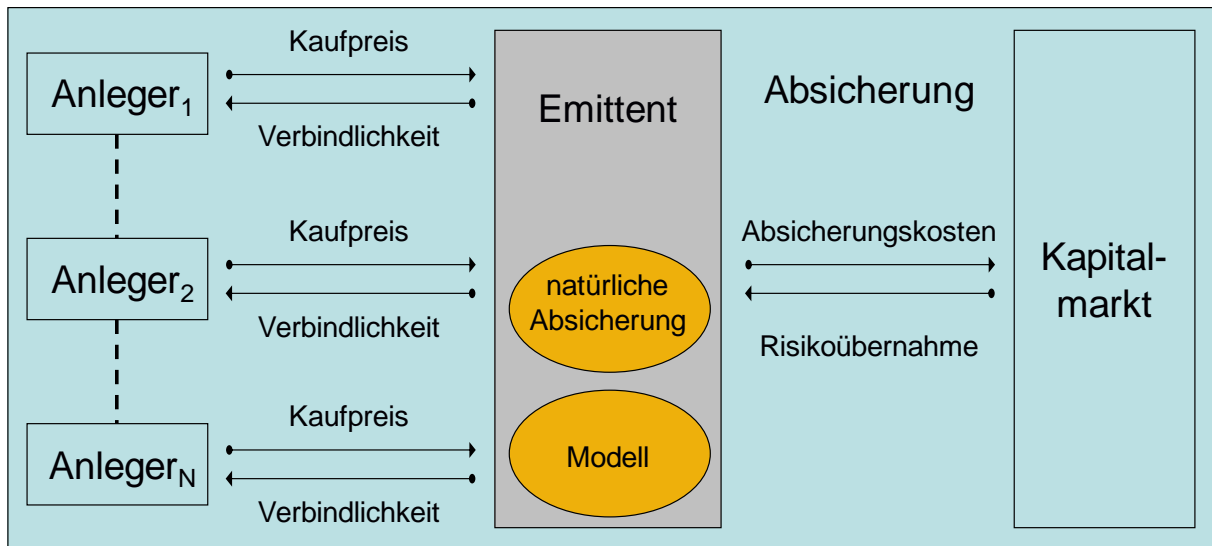 Kaufpreis
Anleger₁
Verbindlichkeit
Emittent
Absicherung
Kaufpreis
Anleger₂
Verbindlichkeit
natürliche
Absicherung
Absicherungskosten
Risikoübernahme
Kapital-
markt
Kaufpreis
Anleger_N
Verbindlichkeit
Modell